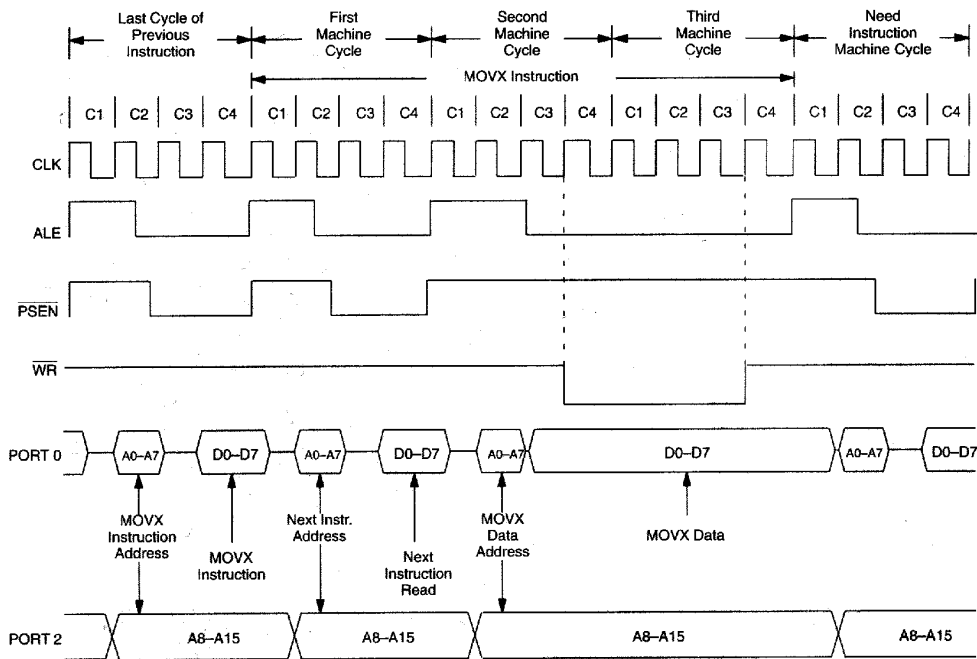 Last Cycle of
Previous
Instruction
First
Machine
Cycle
Second
Machine
Cycle
Third
Machine
Cycle
Need
Instruction
Machine Cycle
MOVX Instruction
C1 C2 C3 C4 C1 C2 C3 C4 C1 C2 C3 C4 C1 C2 C3 C4 C1 C2 C3 C4
CLK
ALE
PSEN
WR
PORT 0 A0–A7 D0–D7 A0–A7 D0–D7 A0–A7 D0–D7 A0–A7 D0–D7
MOVX
Instruction
Address
MOVX
Instruction
Next Instr.
Address
Next
Instruction
Read
MOVX
Data
Address
MOVX Data
PORT 2 A8–A15 A8–A15 A8–A15 A8–A15